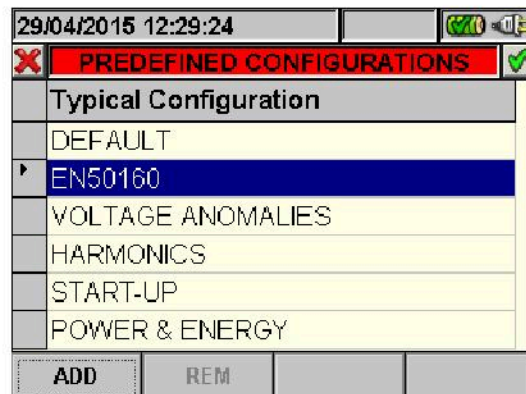 29/04/2015 12:29:24
PREDEFINED CONFIGURATIONS
Typical Configuration
DEFAULT
EN50160
VOLTAGE ANOMALIES
HARMONICS
START-UP
POWER & ENERGY
ADD REM